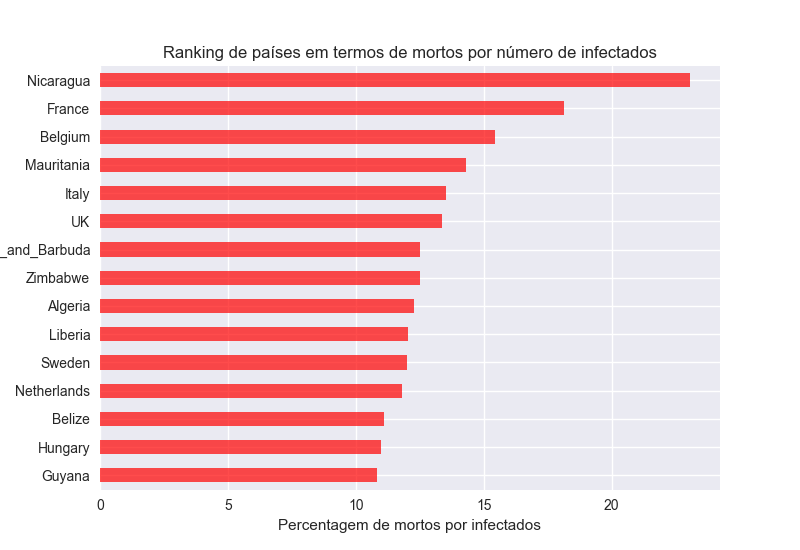 Ranking de países em termos de mortos por número de infectados
Nicaragua
France
Belgium
Mauritania
Italy
UK
_and_Barbuda
Zimbabwe
Algeria
Liberia
Sweden
Netherlands
Belize
Hungary
Guyana
0 5 10 15 20
Percentagem de mortos por infectados